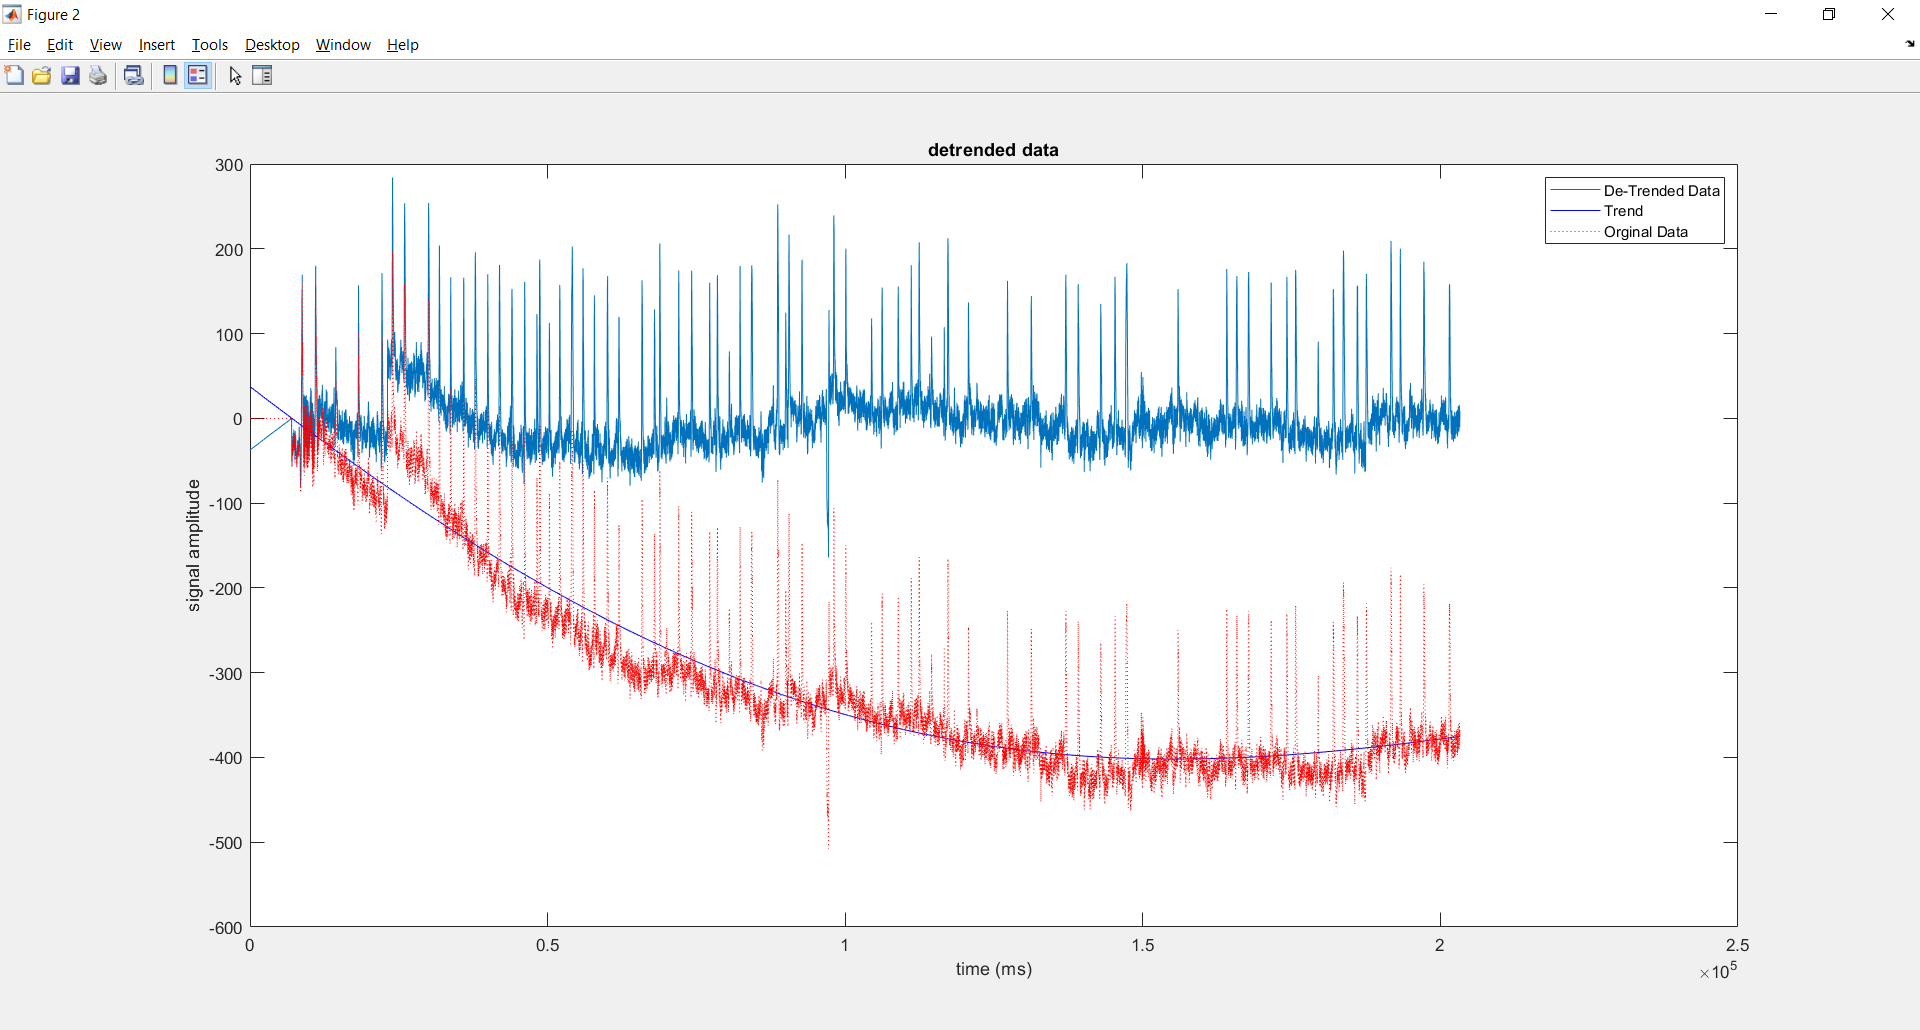 Figure 2
File Edit View Insert Tools Desktop Window Help
detrended data
300
200
100
0
-100
-200
-300
-400
-500
-600
signal amplitude
De-Trended Data
Trend
Orginal Data
0 0.5 1 1.5 2 2.5
time (ms)
×10^5